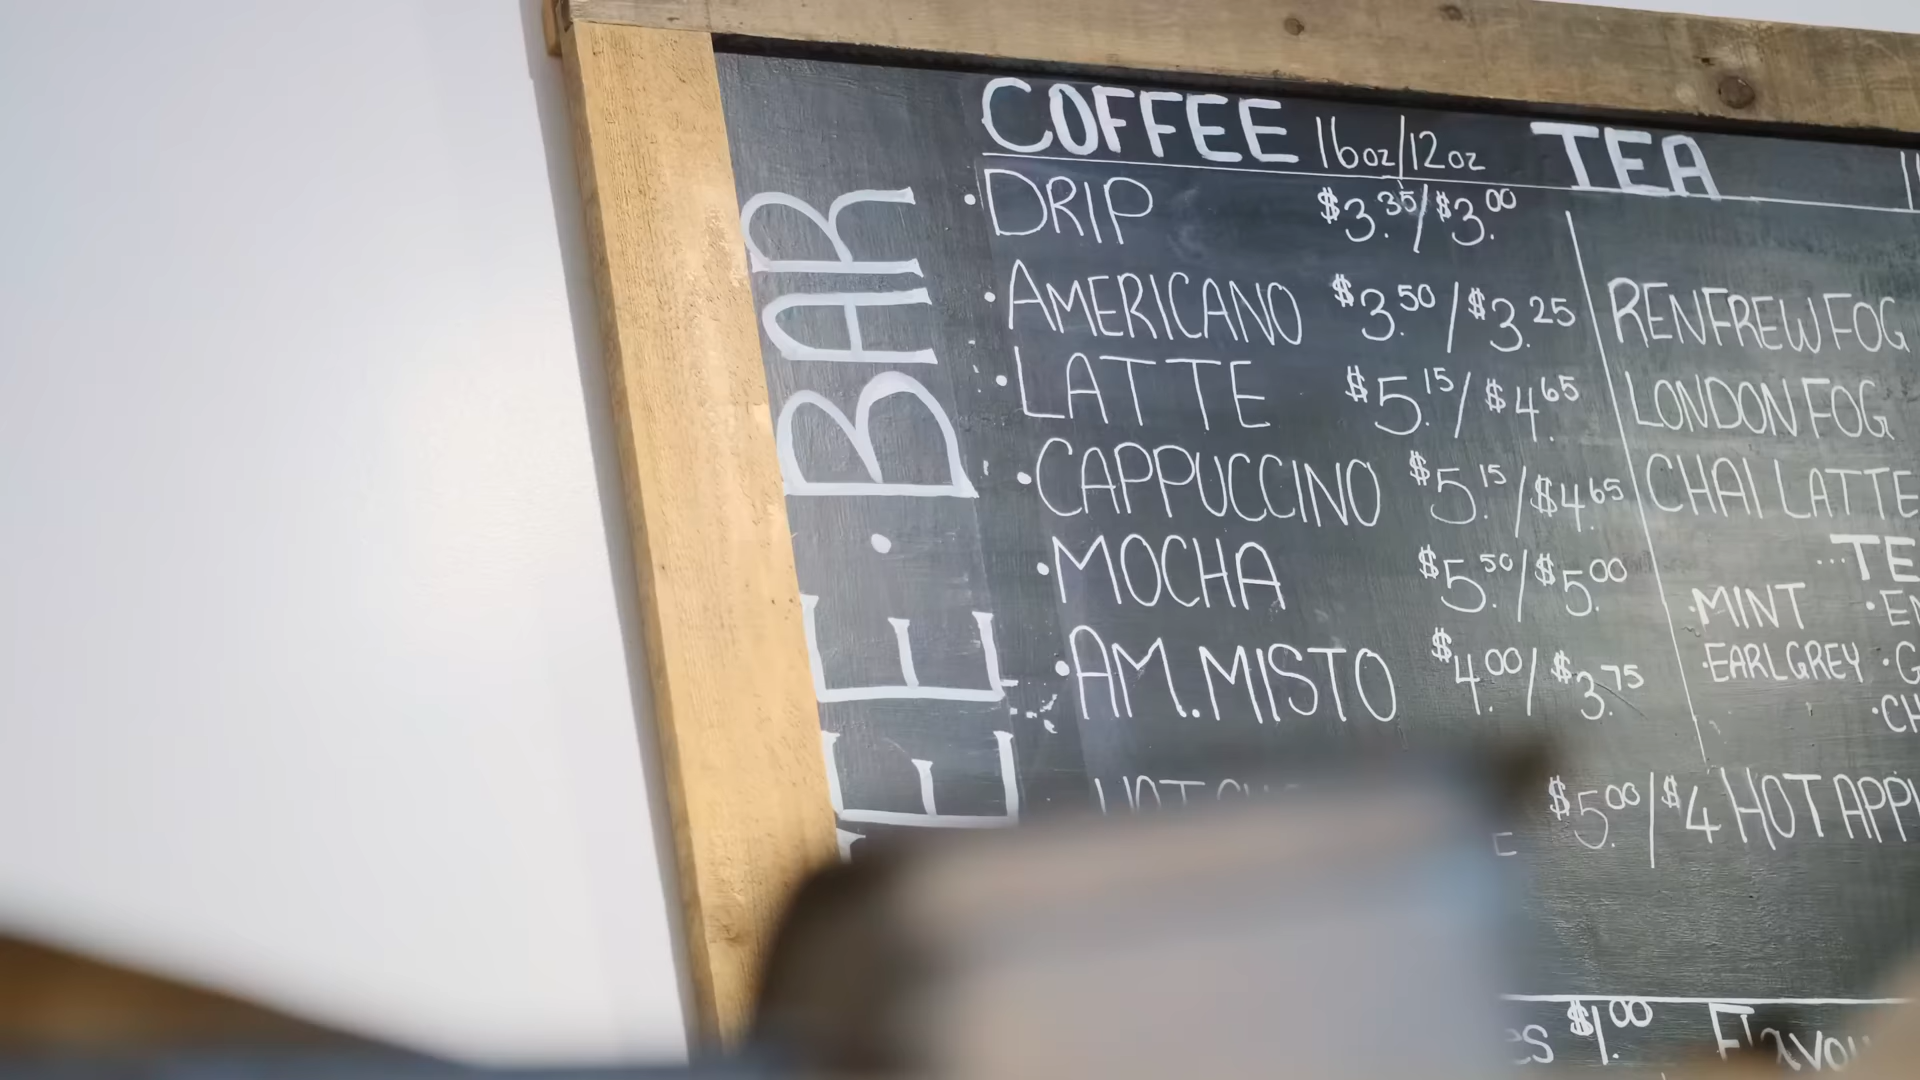 COFFEE 16oz/12oz
• DRIP $3.35/$3.00
• AMERICANO $3.50/$3.25
• LATTE $5.15/$4.65
• CAPPUCCINO $5.15/$4.65
• MOCHA $5.50/$5.00
• AM. MISTO $4.00/$3.75
HOT $5.00/$4
BAR
TEA
RENFREW FOG
LONDON FOG
CHAI LATTE
• MINT
• EARL GREY
HOT
$1.00